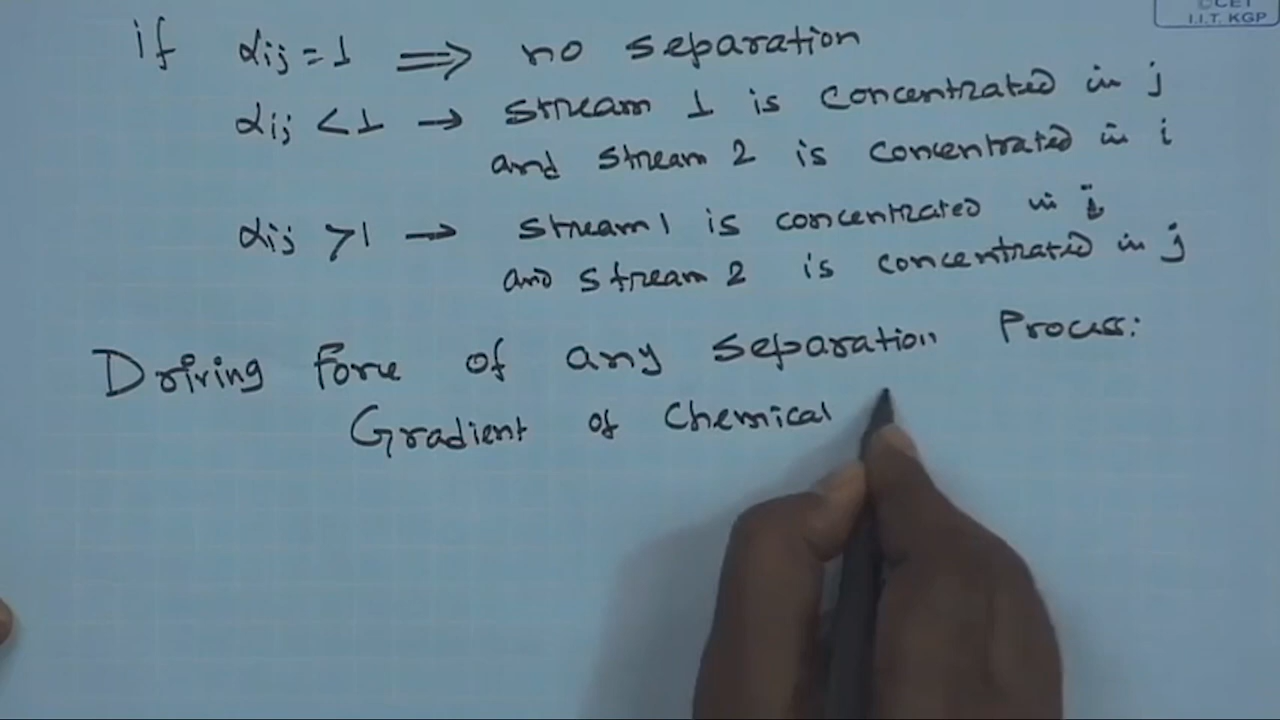 ©CET
I.I.T. KGP
if αij = 1 ⟹ no separation
αij < 1 → stream 1 is concentrated in j
and stream 2 is concentrated in i
αij > 1 → stream 1 is concentrated in i
and stream 2 is concentrated in j
Driving force of any separation Process:
Gradient of Chemical